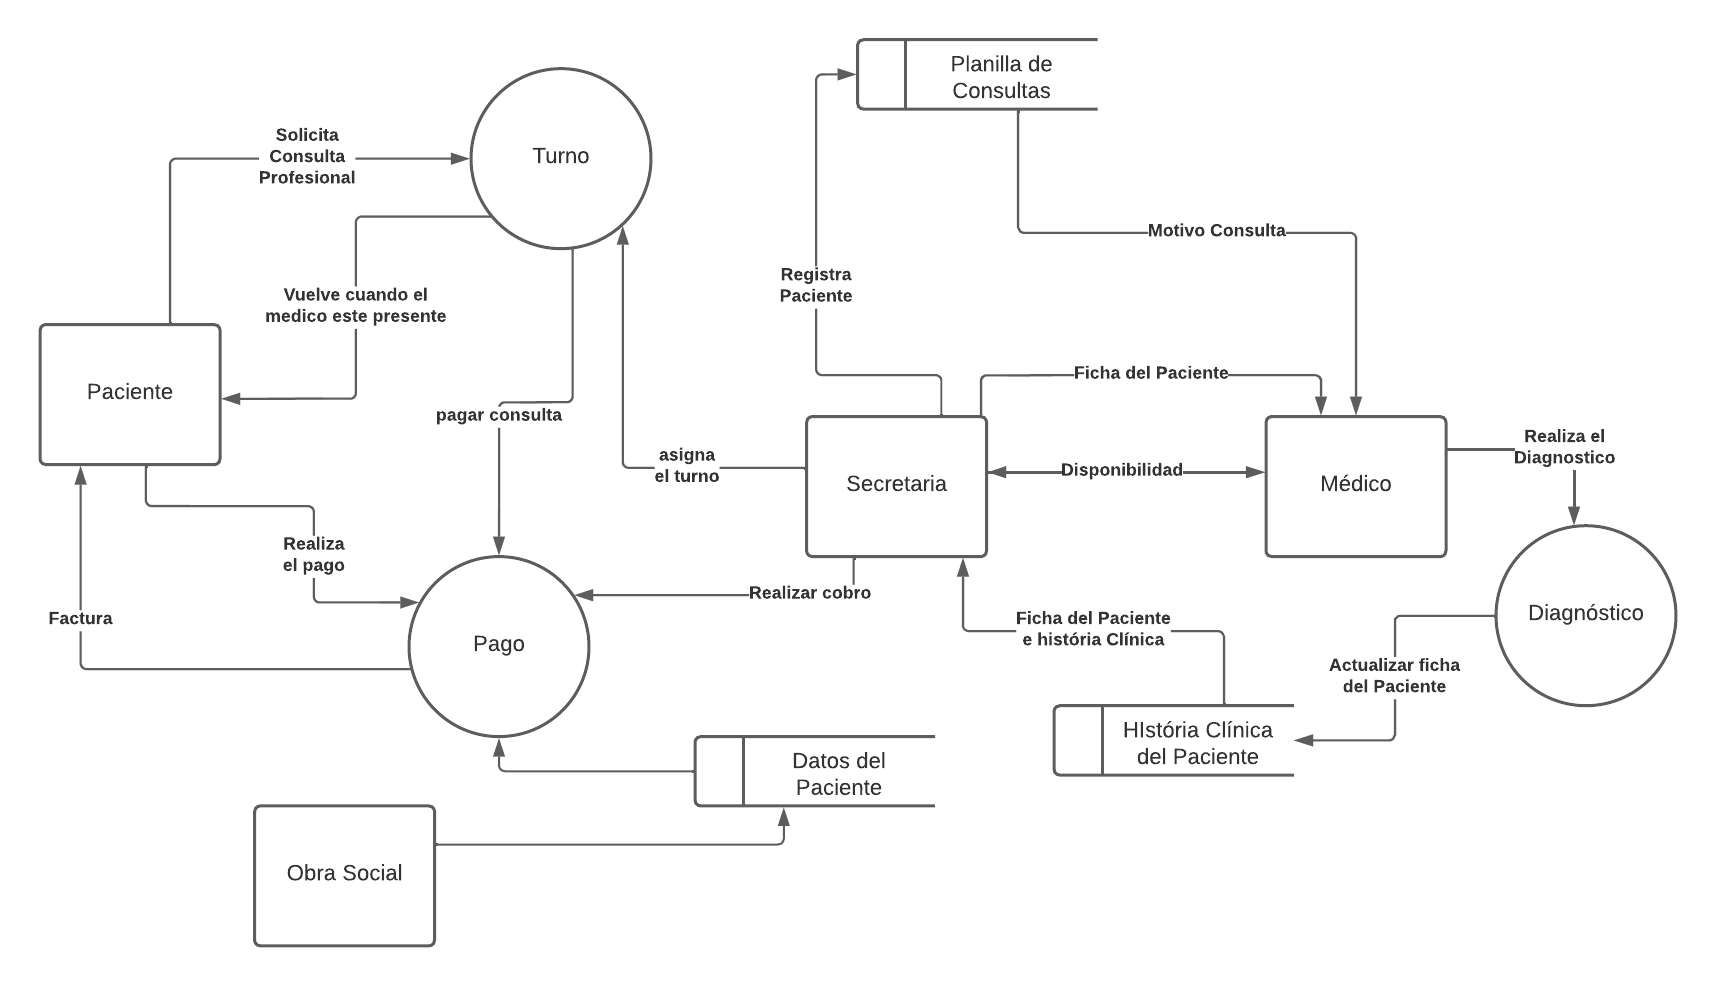 Planilla de
Consultas
Solicita
Consulta
Profesional
Turno
Motivo Consulta
Registra
Paciente
Vuelve cuando el
medico este presente
Paciente
Ficha del Paciente
pagar consulta
asigna
el turno
Secretaria
Disponibilidad
Médico
Realiza el
Diagnostico
Realiza
el pago
Realizar cobro
Factura
Pago
Ficha del Paciente
e história Clínica
Diagnóstico
Actualizar ficha
del Paciente
HIstória Clínica
del Paciente
Datos del
Paciente
Obra Social